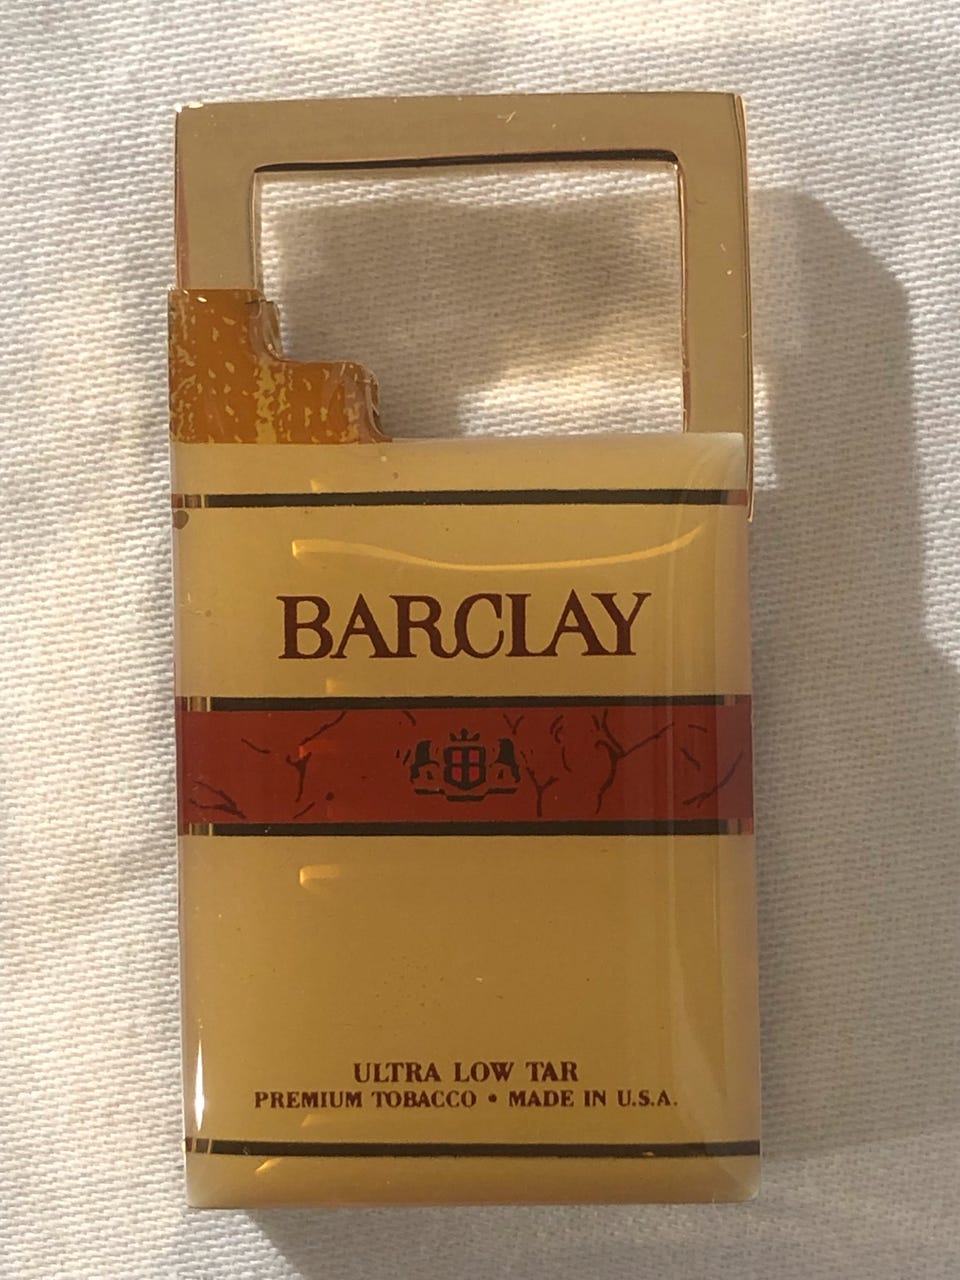 BARCLAY
ULTRA LOW TAR
PREMIUM TOBACCO • MADE IN U.S.A.